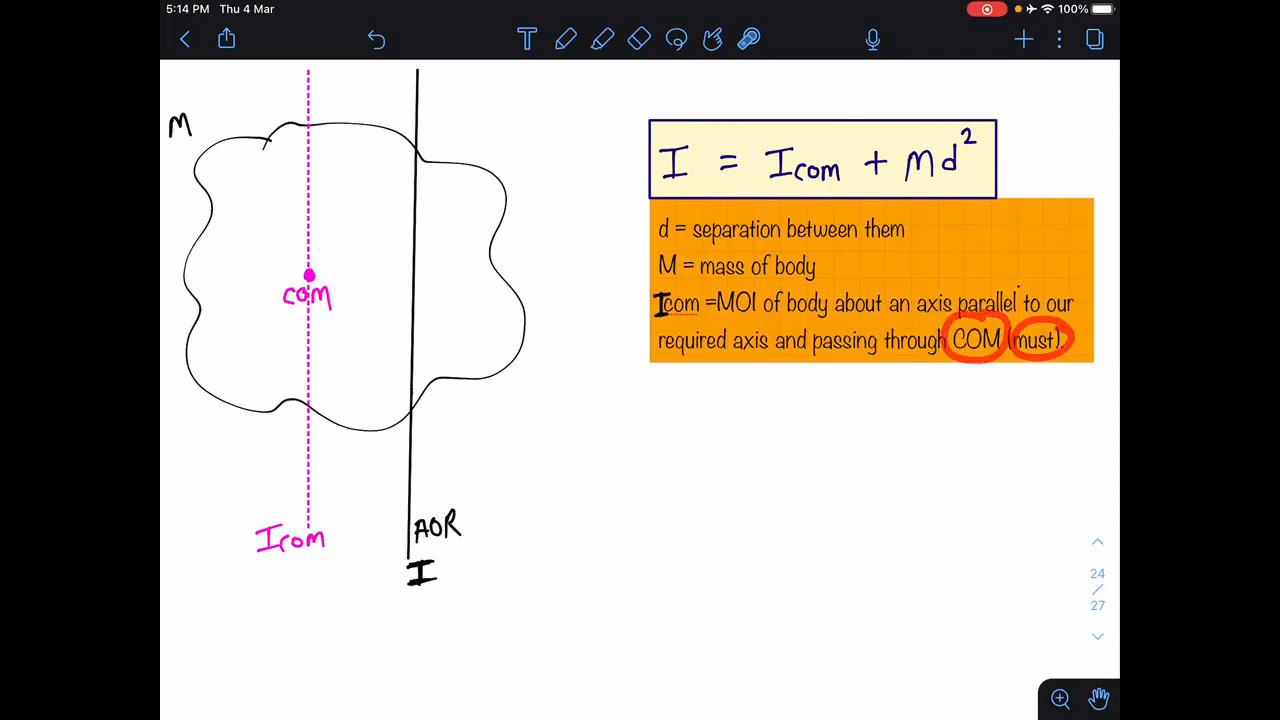 5:14 PM Thu 4 Mar
100%
T
M
com
Icom
AOR
I
I = Icom + Md²
d = separation between them
M = mass of body
Icom =MOI of body about an axis parallel to our
required axis and passing through COM (must).
24
/
27